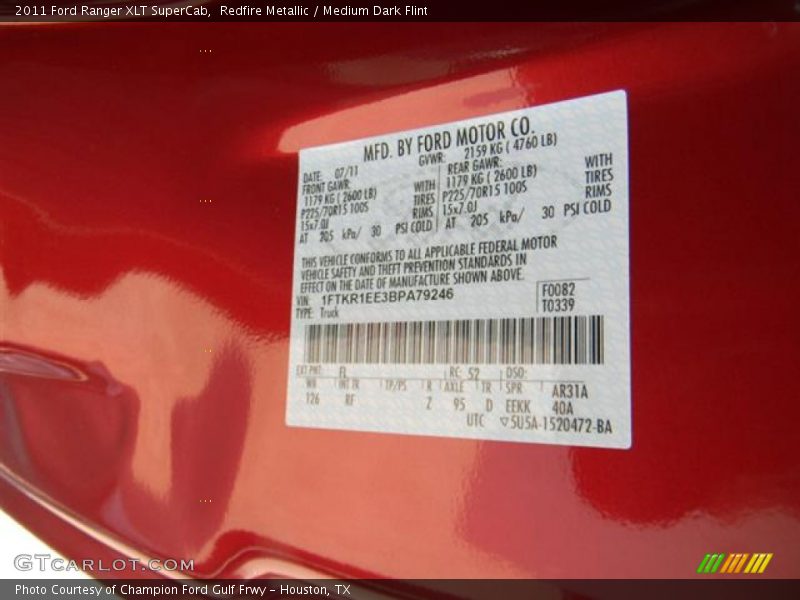 2011 Ford Ranger XLT SuperCab,  Redfire Metallic / Medium Dark Flint
MFD. BY FORD MOTOR CO.
DATE: 07/11 GVWR: 2159 KG ( 4760 LB)
FRONT GAWR: REAR GAWR:
1179 KG ( 2600 LB) WITH 1179 KG ( 2600 LB) WITH
P225/70R15 100S TIRES P225/70R15 100S TIRES
15x7.0J RIMS 15x7.0J RIMS
AT 205 kPa/ 30 PSI COLD AT 205 kPa/ 30 PSI COLD
THIS VEHICLE CONFORMS TO ALL APPLICABLE FEDERAL MOTOR
VEHICLE SAFETY AND THEFT PREVENTION STANDARDS IN
EFFECT ON THE DATE OF MANUFACTURE SHOWN ABOVE.
VIN: 1FTKR1EE3BPA79246 F0082
TYPE: Truck T0339
EXT PNT: FL RC: 52 DSO:
WB INT TR TP/PS R AXLE TR SPR AR31A
126 RF 2 95 D EEKK 40A
UTC ▽5U5A-1520472-BA
GTCARLOT.COM
Photo Courtesy of Champion Ford Gulf Frwy - Houston, TX